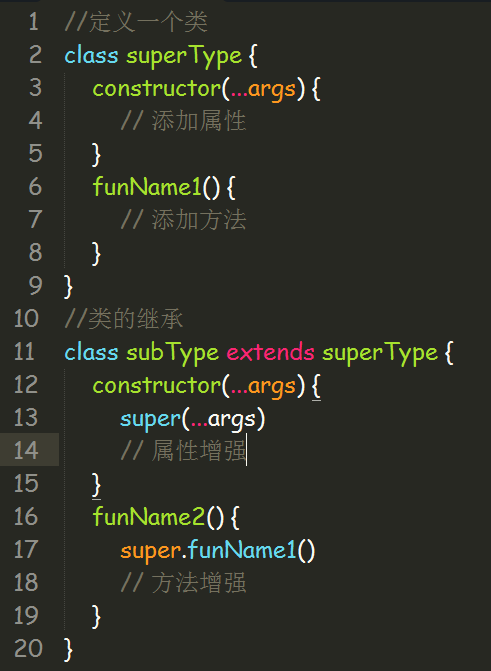 1 //定义一个类
2 class superType {
3 constructor(...args) {
4 // 添加属性
5 }
6 funName1() {
7 // 添加方法
8 }
9 }
10 //类的继承
11 class subType extends superType {
12 constructor(...args) {
13 super(...args)
14 // 属性增强
15 }
16 funName2() {
17 super.funName1()
18 // 方法增强
19 }
20 }